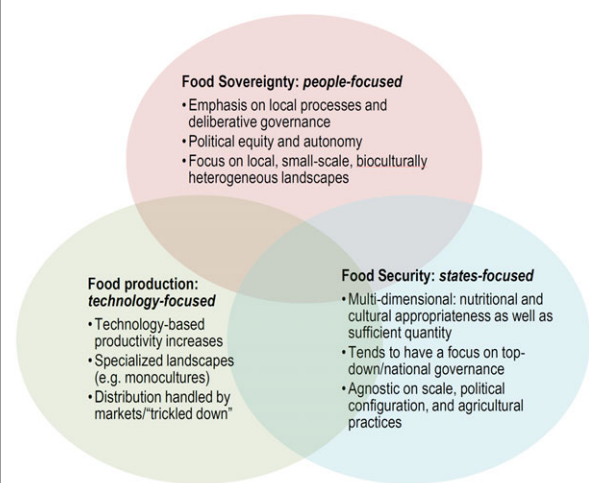 Food Sovereignty: people-focused
• Emphasis on local processes and
deliberative governance
• Political equity and autonomy
• Focus on local, small-scale, bioculturally
heterogeneous landscapes
Food production:
technology-focused
• Technology-based
productivity increases
• Specialized landscapes
(e.g. monocultures)
• Distribution handled by
markets/“trickled down”
Food Security: states-focused
• Multi-dimensional: nutritional and
cultural appropriateness as well as
sufficient quantity
• Tends to have a focus on top-
down/national governance
• Agnostic on scale, political
configuration, and agricultural
practices